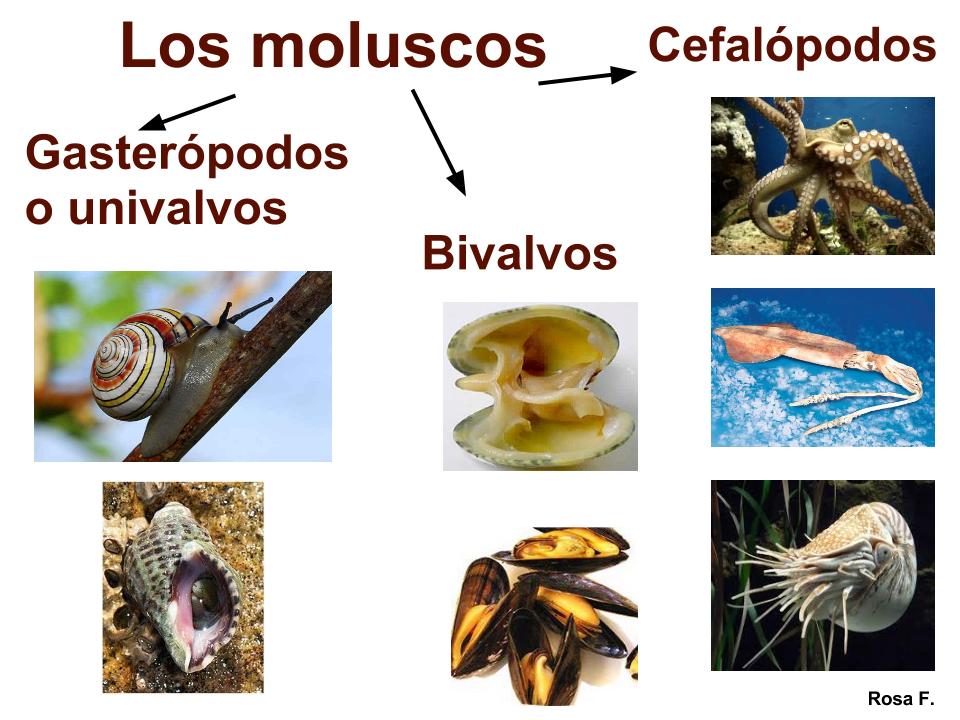 Los moluscos
Cefalópodos
Gasterópodos
o univalvos
Bivalvos
Rosa F.